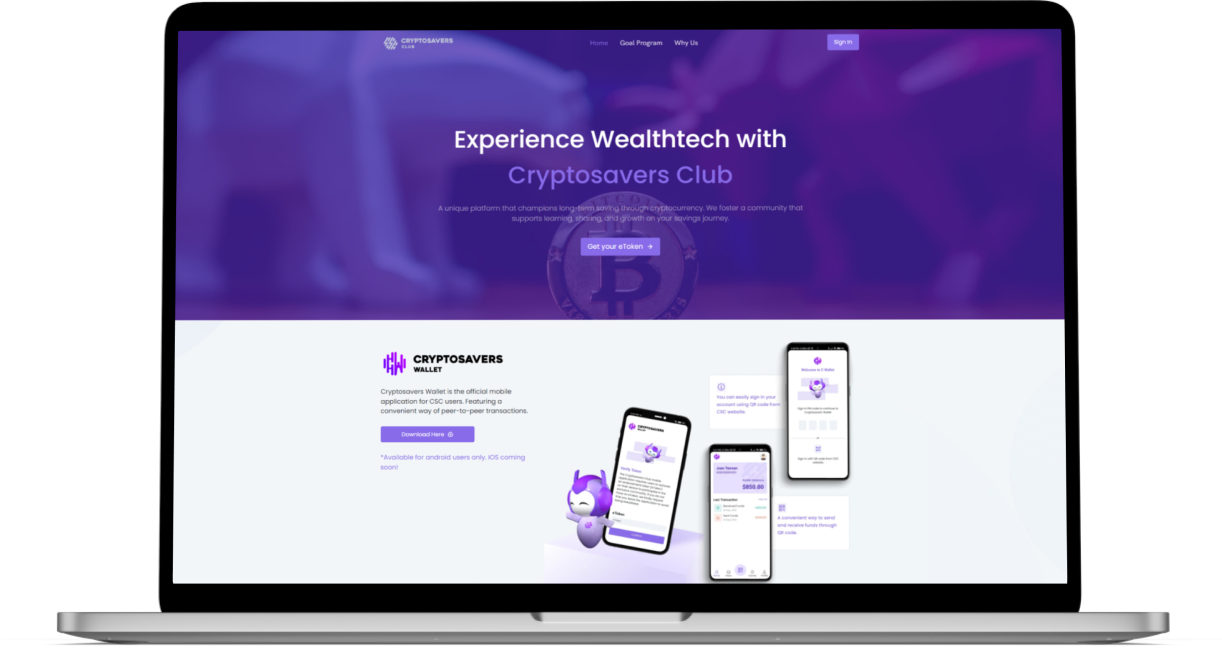 CRYPTOSAVERS
CLUB
Home Goal Program Why Us
Sign In
Experience Wealthtech with
Cryptosavers Club
A unique platform that champions long-term saving through cryptocurrency. We foster a community that
supports learning, sharing, and growth on your savings journey.
Get your eToken
CRYPTOSAVERS
WALLET
Cryptosavers Wallet is the official mobile
application for CSC users. Featuring a
convenient way of peer-to-peer transactions.
Download Here
*Available for android users only. IOS coming
soon!
CRYPTOSAVERS
WALLET
Verify Token
eToken
You can easily sign in your
account using QR code from
CSC website.
Welcome to C Wallet
$850.00
Last Transaction
A convenient way to send
and receive funds through
QR code.